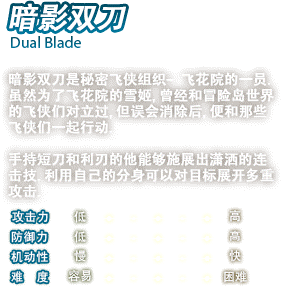 暗影双刀
Dual Blade
暗影双刀是秘密飞侠组织- 飞花院的一员.
虽然为了飞花院的雪姬, 曾经和冒险岛世界
的飞侠们对立过, 但误会消除后, 便和那些
飞侠们一起行动.
手持短刀和利刃的他能够施展出潇洒的连
击技. 利用自己的分身可以对目标展开多重
攻击.
攻击力 低 高
防御力 低 高
机动性 慢 快
难 度 容易 困难